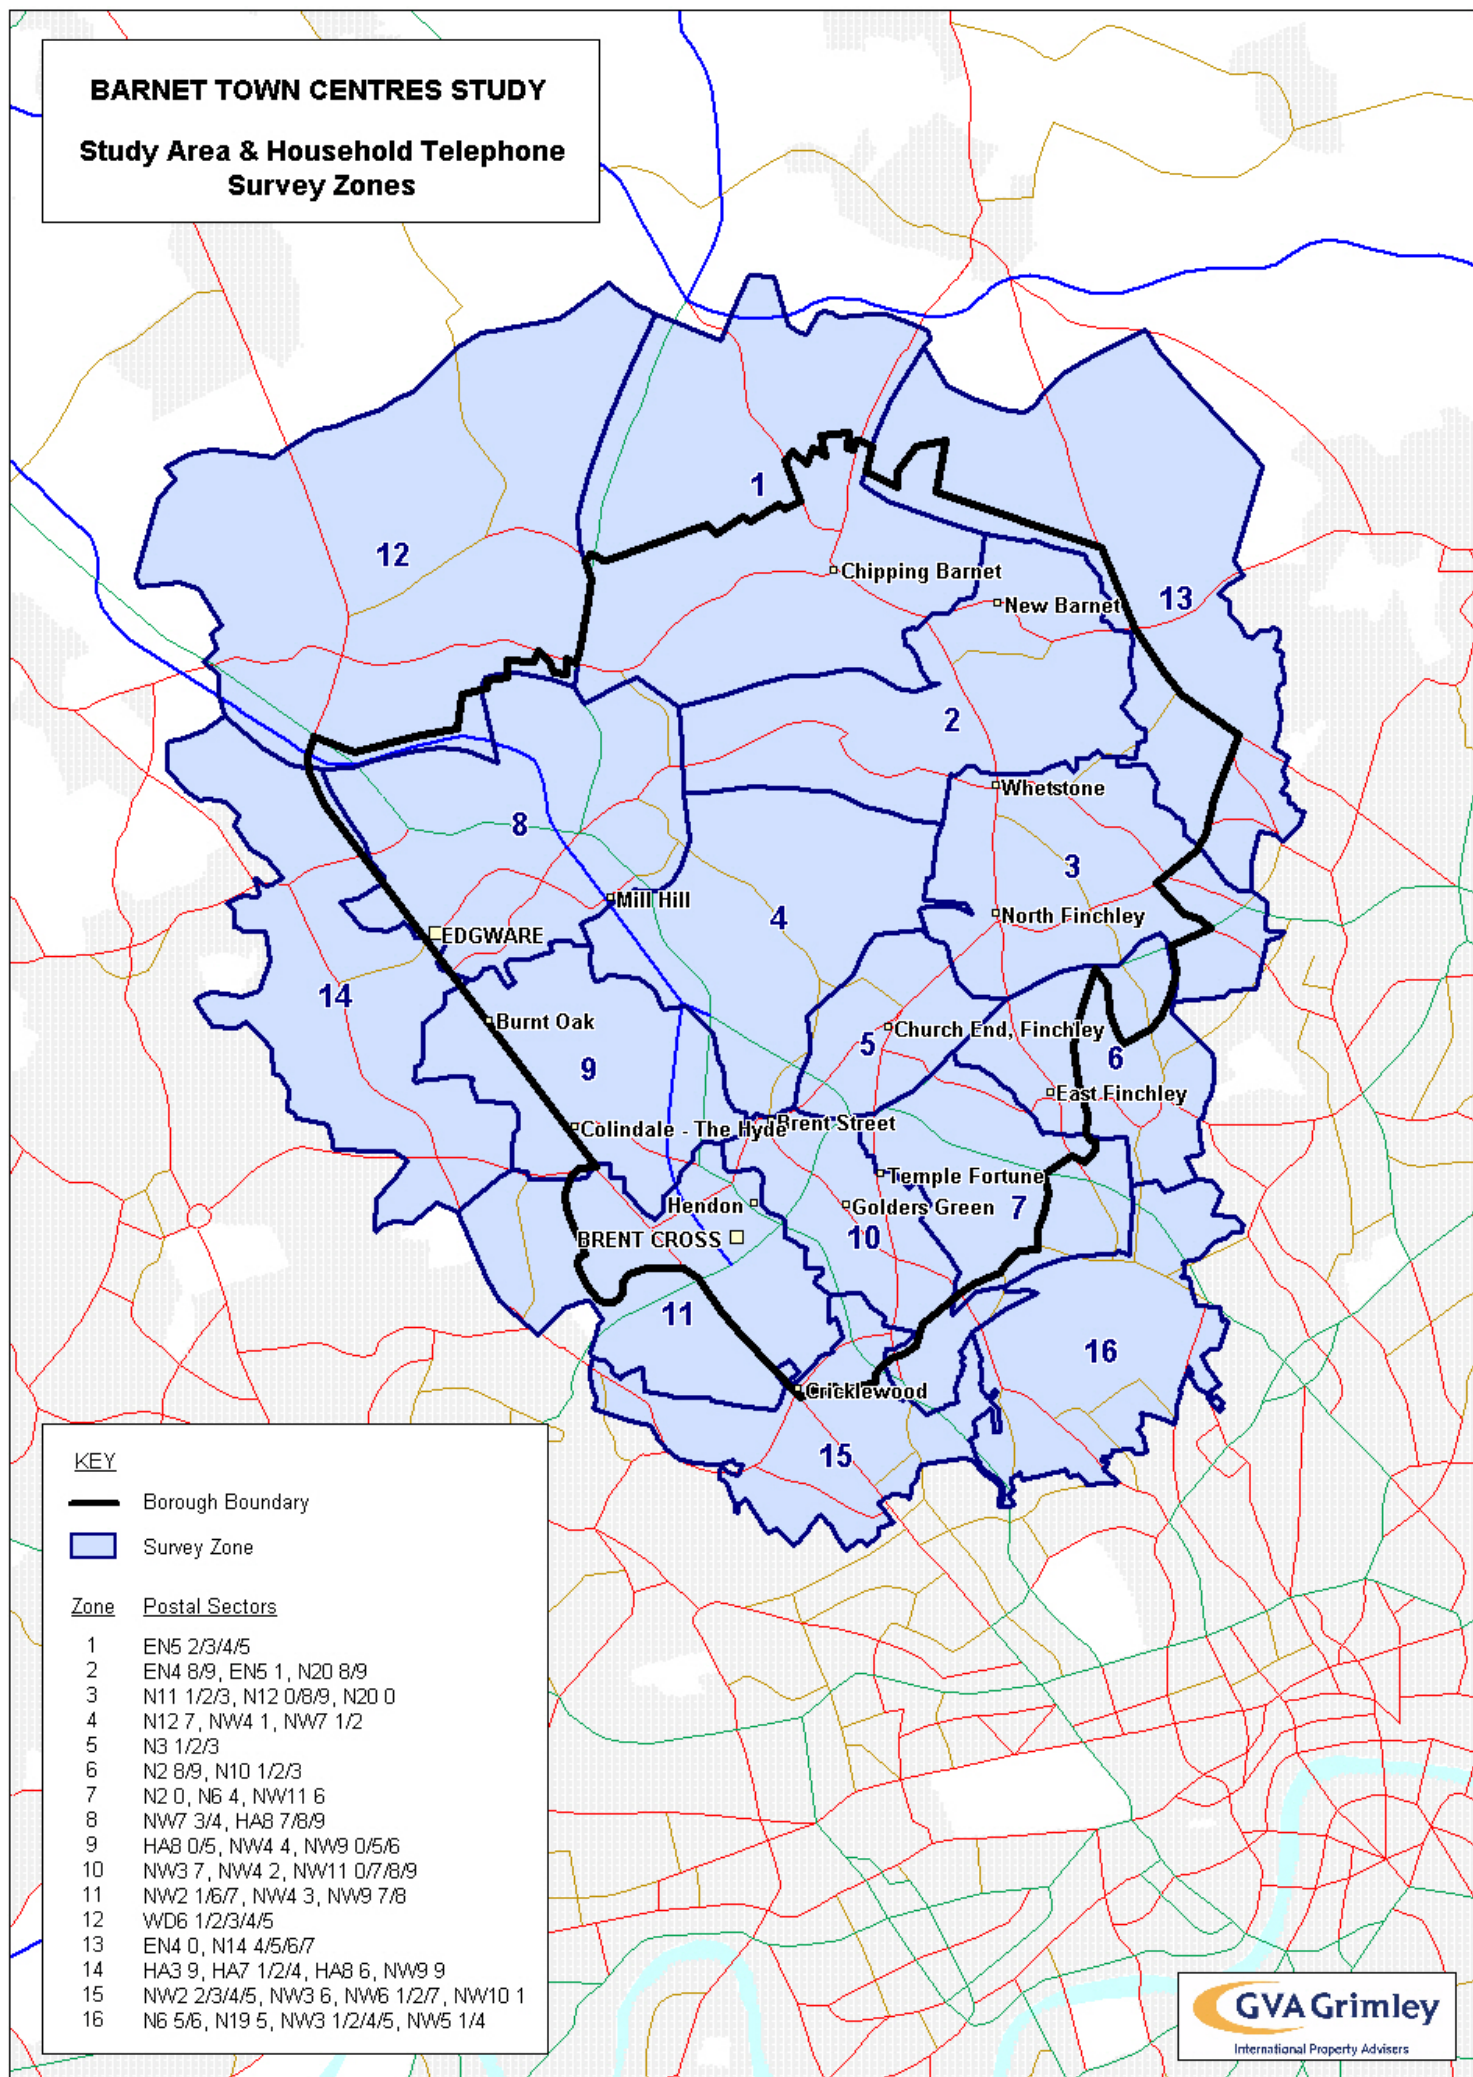 BARNET TOWN CENTRES STUDY
Study Area & Household Telephone
Survey Zones
1
12
Chipping Barnet
13
New Barnet
2
Whetstone
8
3
Mill Hill
4
North Finchley
EDGWARE
14
Burnt Oak
Church End, Finchley
5
6
9
East Finchley
Colindale - The Hyde
Brent Street
Temple Fortune
Hendon
Golders Green
7
BRENT CROSS
10
11
16
Cricklewood
15
KEY
Borough Boundary
Survey Zone
Zone Postal Sectors
1 EN5 2/3/4/5
2 EN4 8/9, EN5 1, N20 8/9
3 N11 1/2/3, N12 0/8/9, N20 0
4 N12 7, NW4 1, NW7 1/2
5 N3 1/2/3
6 N2 8/9, N10 1/2/3
7 N2 0, N6 4, NW11 6
8 NW7 3/4, HA8 7/8/9
9 HA8 0/5, NW4 4, NW9 0/5/6
10 NW3 7, NW4 2, NW11 0/7/8/9
11 NW2 1/6/7, NW4 3, NW9 7/8
12 WD6 1/2/3/4/5
13 EN4 0, N14 4/5/6/7
14 HA3 9, HA7 1/2/4, HA8 6, NW9 9
15 NW2 2/3/4/5, NW3 6, NW6 1/2/7, NW10 1
16 N6 5/6, N19 5, NW3 1/2/4/5, NW5 1/4
GVA Grimley
International Property Advisers